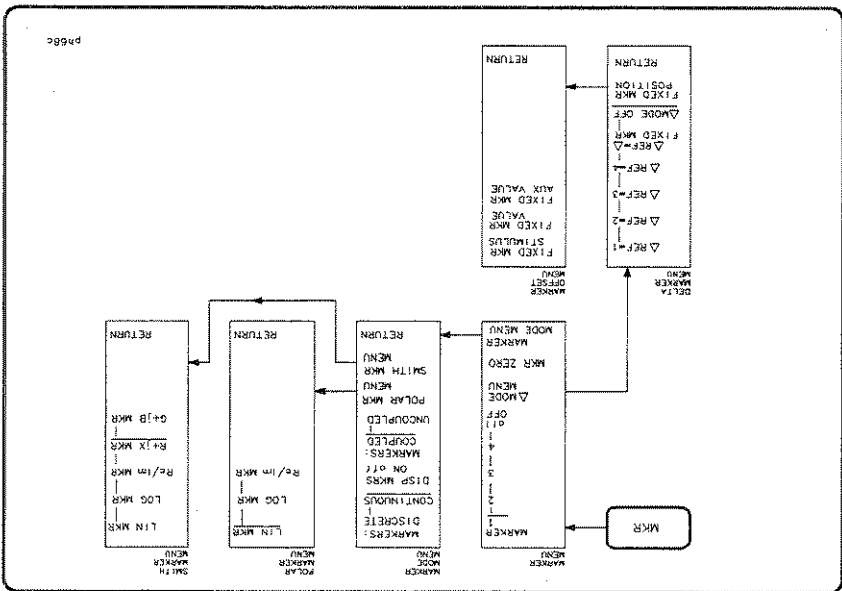 MKR
MARKER
MENU
MARKER
1
2
3
4
all
OFF
△MODE
MENU
MKR ZERO
MARKER
MODE MENU
MARKER
MODE
MENU
MARKERS:
DISCRETE
CONTINUOUS
DISP MKRS
ON off
MARKERS:
COUPLED
UNCOUPLED
POLAR MKR
MENU
SMITH MKR
MENU
RETURN
POLAR
MARKER
MENU
LIN MKR
LOG MKR
Re/Im MKR
RETURN
SMITH
MARKER
MENU
LIN MKR
LOG MKR
Re/Im MKR
R+jX MKR
G+jB MKR
RETURN
DELTA
MARKER
MENU
△ REF=1
△ REF=2
△ REF=3
△ REF=4
△ REF=△
FIXED MKR
△MODE OFF
FIXED MKR
POSITION
RETURN
MARKER
OFFSET
MENU
FIXED MKR
STIMULUS
FIXED MKR
VALUE
FIXED MKR
AUX VALUE
RETURN
ph68c